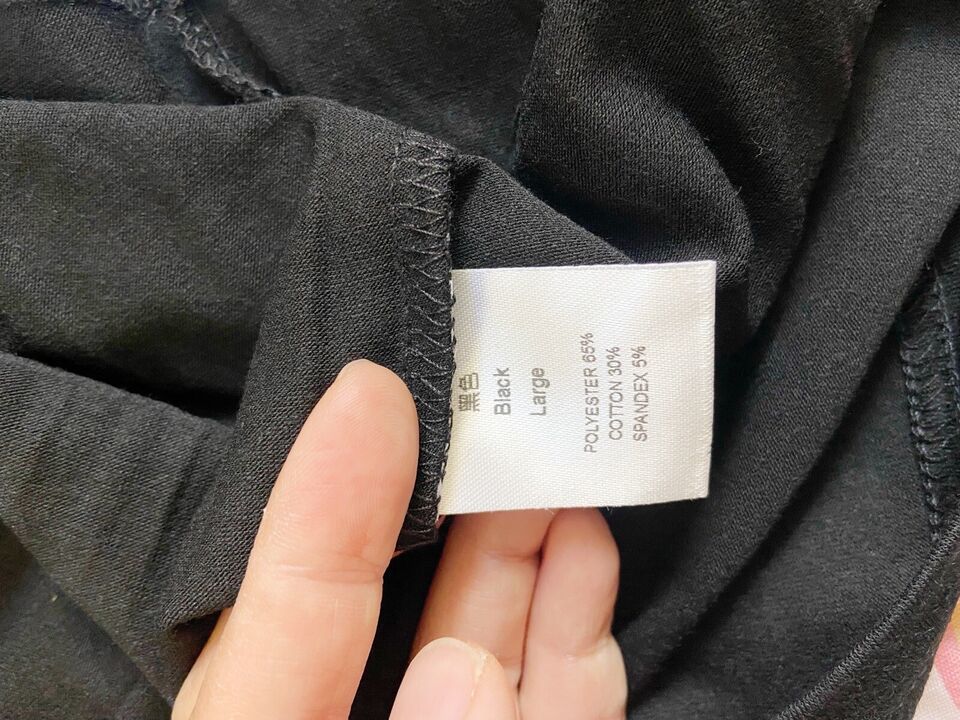 黑色
Black
Large
POLYESTER 65%
COTTON 30%
SPANDEX 5%